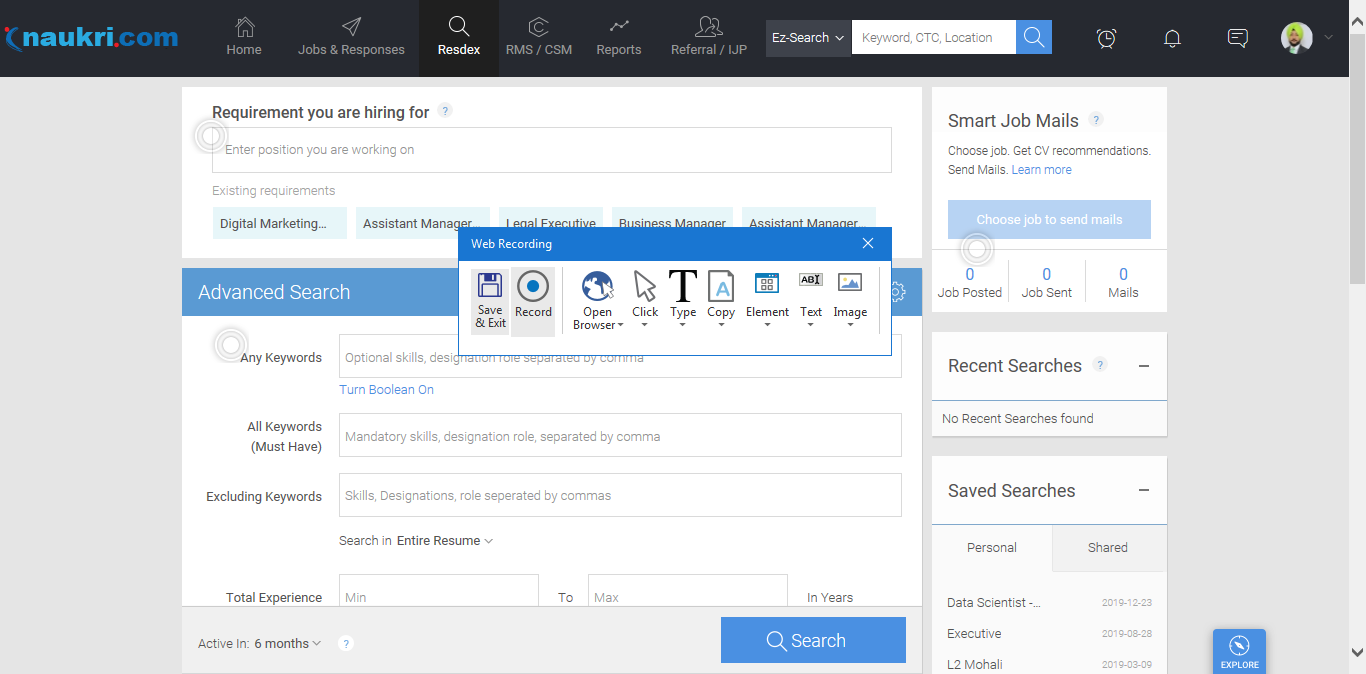 naukri.com
Home
Jobs & Responses
Resdex
RMS / CSM
Reports
Referral / IJP
Ez-Search
Keyword, CTC, Location
Requirement you are hiring for ?
Enter position you are working on
Existing requirements
Digital Marketing...
Assistant Manager...
Legal Executive
Business Manager
Assistant Manager...
Web Recording
Save
& Exit
Record
Open
Browser
Click
Type
Copy
Element
Text
Image
Advanced Search
Any Keywords
Optional skills, designation role separated by comma
Turn Boolean On
All Keywords
(Must Have)
Mandatory skills, designation role, separated by comma
Excluding Keywords
Skills, Designations, role seperated by commas
Search in Entire Resume
Total Experience
Min
To
Max
In Years
Active In: 6 months ?
Search
Smart Job Mails ?
Choose job. Get CV recommendations.
Send Mails. Learn more
Choose job to send mails
0 0 0
Job Posted Job Sent Mails
Recent Searches ?
No Recent Searches found
Saved Searches
Personal Shared
Data Scientist -... 2019-12-23
Executive 2019-08-28
L2 Mohali 2019-03-09
EXPLORE